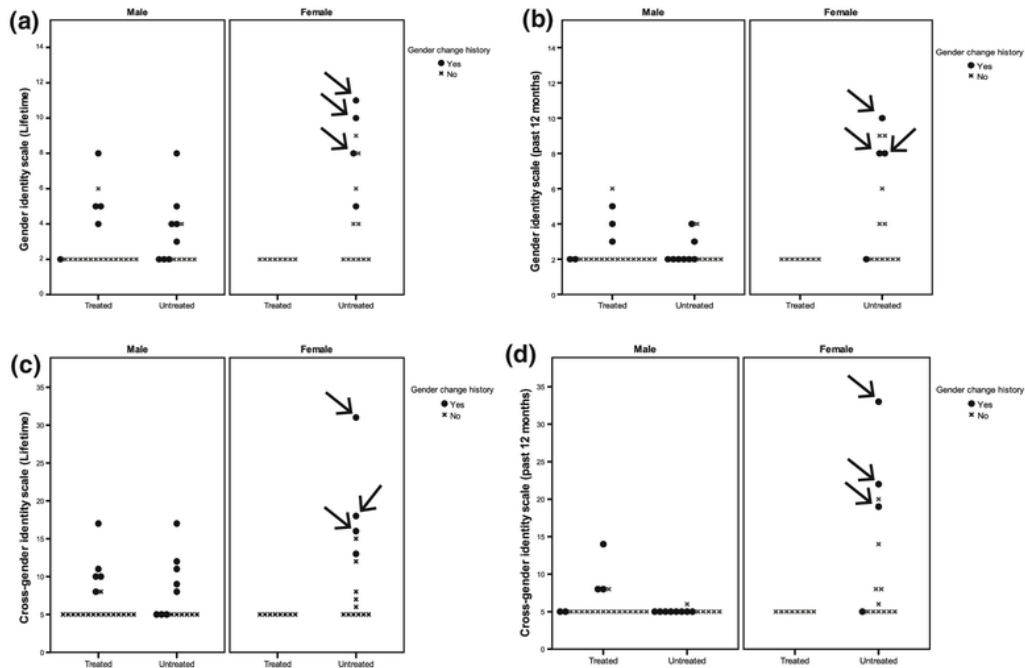 (a)
Male
Female
Gender identity scale (Lifetime)
14
12
10
8
6
4
2
0
Treated
Untreated
Treated
Untreated
Gender change history
Yes
No
(b)
Male
Female
Gender identity scale (past 12 months)
14
12
10
8
6
4
2
0
Treated
Untreated
Treated
Untreated
Gender change history
Yes
No
(c)
Male
Female
Cross-gender identity scale (Lifetime)
35
30
25
20
15
10
5
0
Treated
Untreated
Treated
Untreated
Gender change history
Yes
No
(d)
Male
Female
Cross-gender identity scale (past 12 months)
35
30
25
20
15
10
5
0
Treated
Untreated
Treated
Untreated
Gender change history
Yes
No